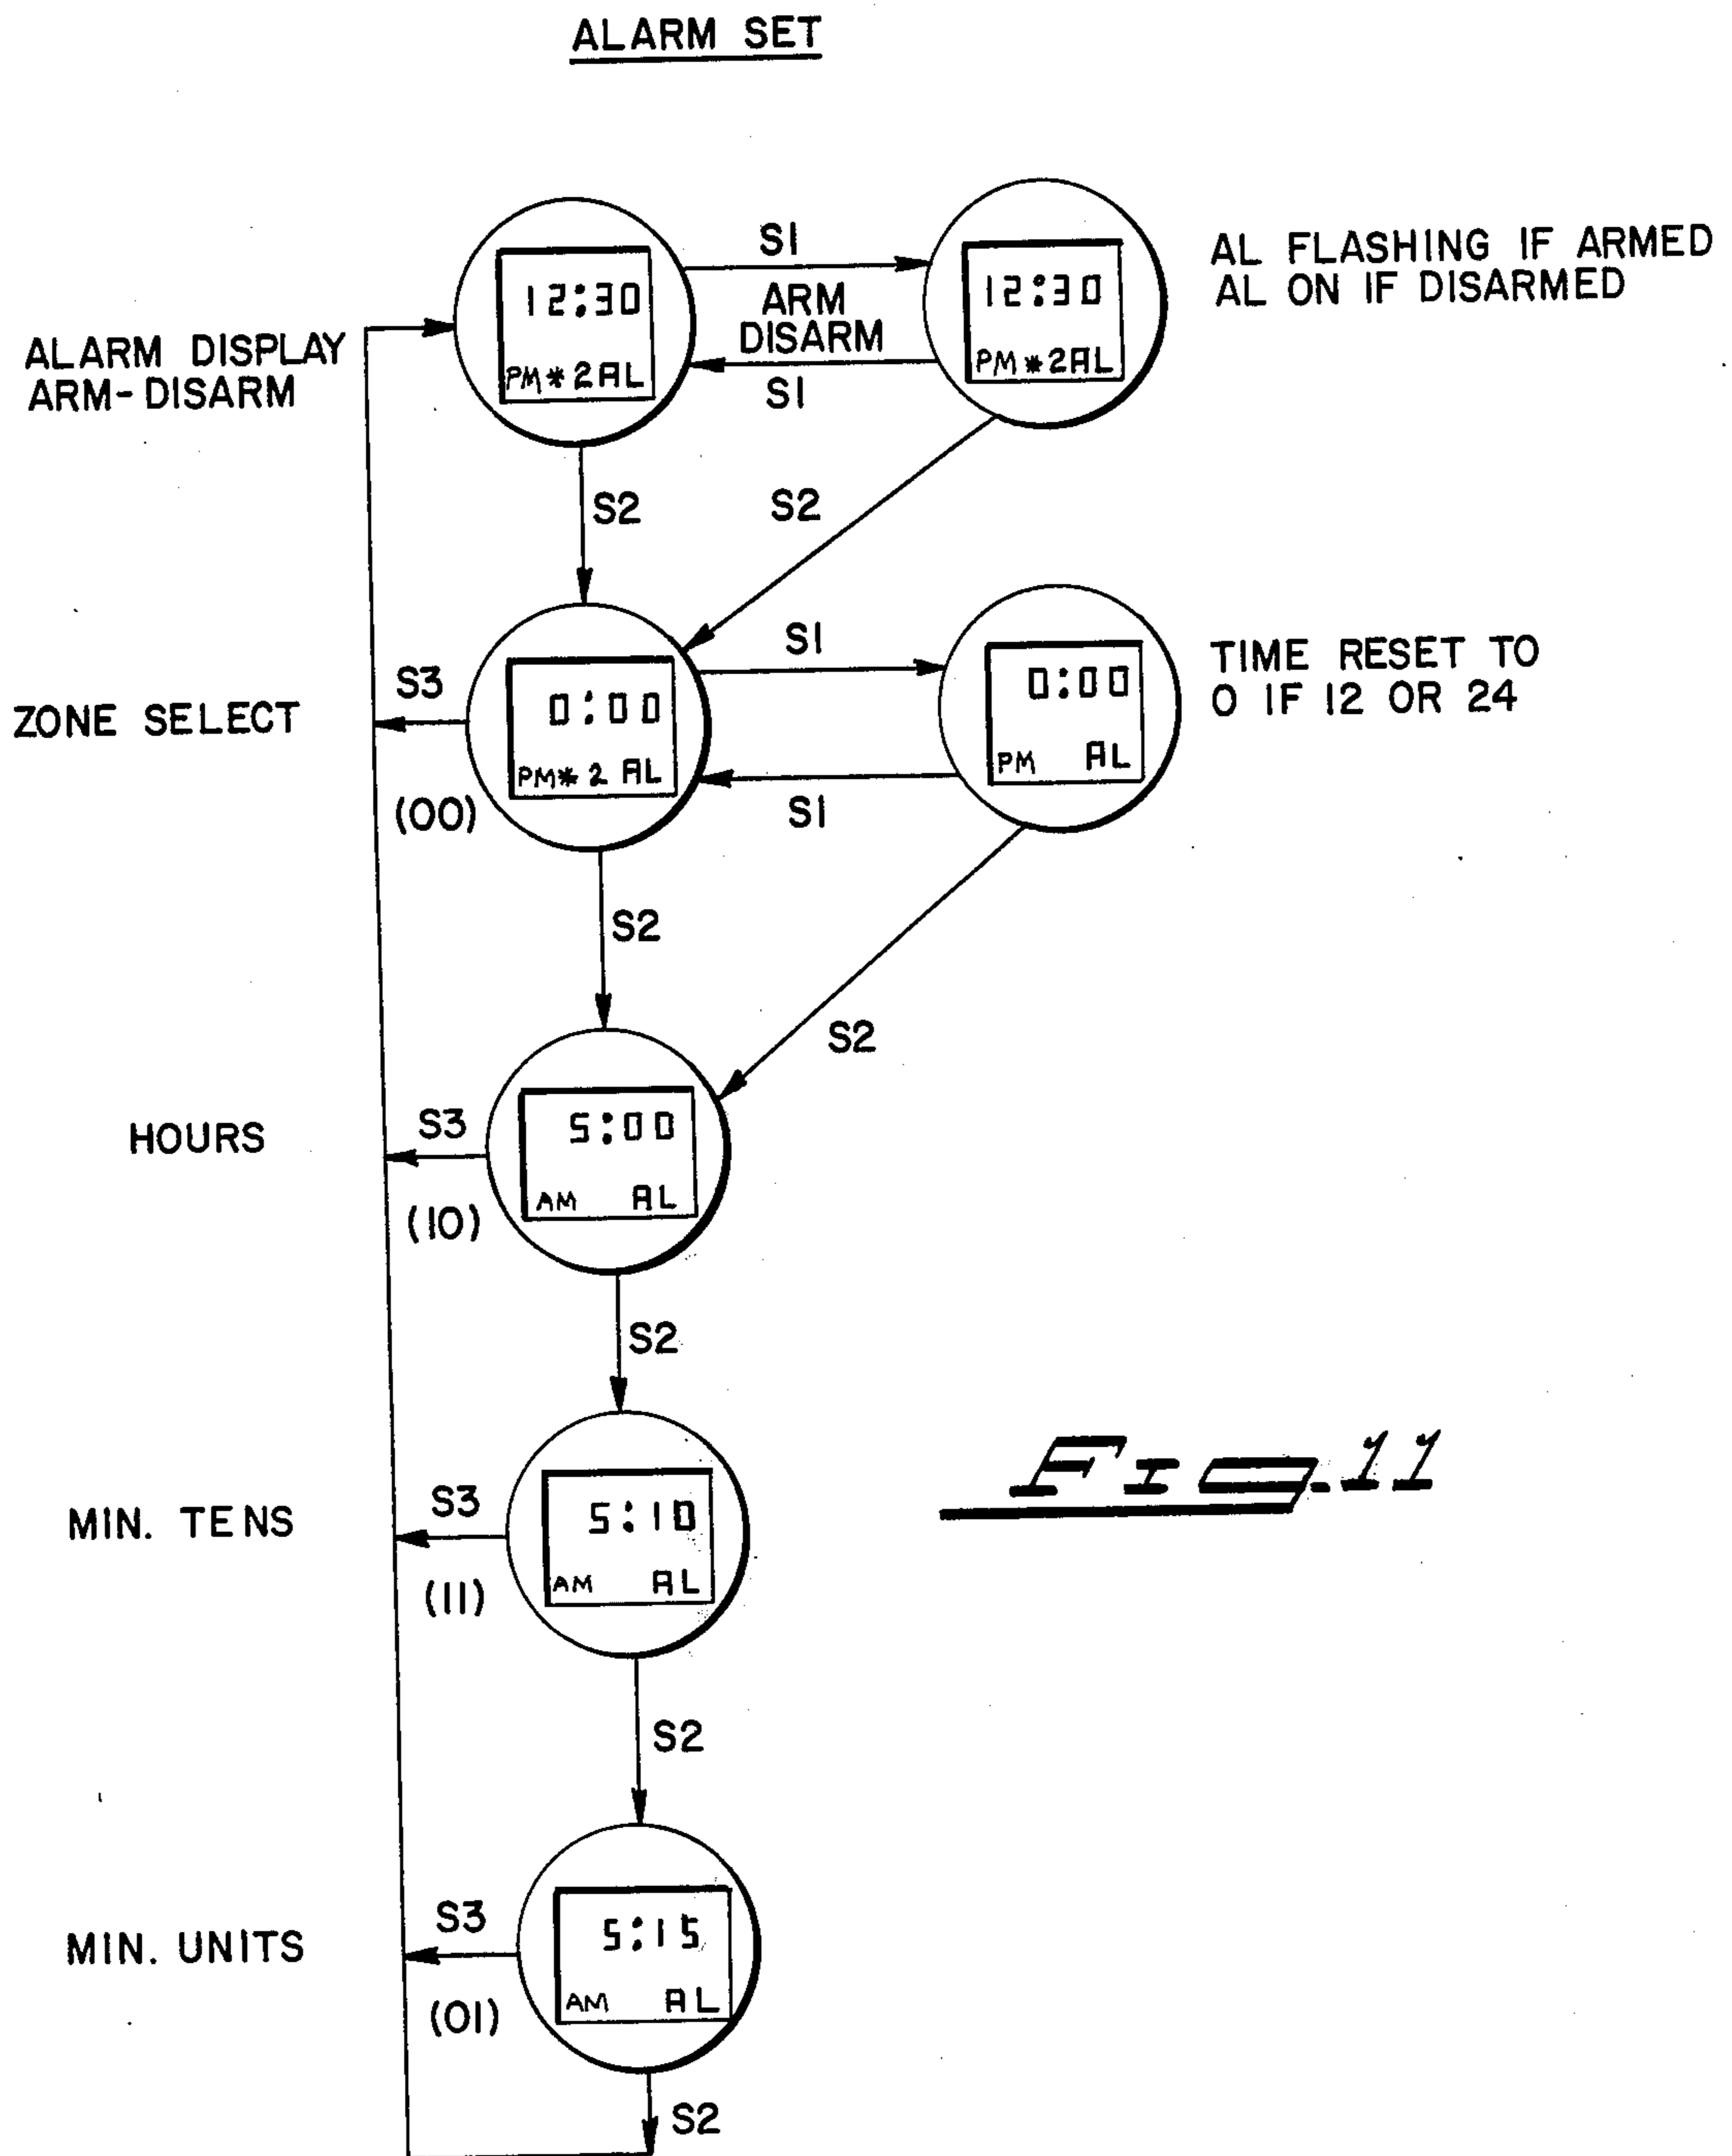 ALARM SET
S1
12:30
PM*2AL
ARM
DISARM
S1
12:30
PM*2AL
AL FLASHING IF ARMED
AL ON IF DISARMED
ALARM DISPLAY
ARM-DISARM
S2
S2
ZONE SELECT
S3
(00)
0:00
PM*2 AL
S1
S1
0:00
PM AL
TIME RESET TO
0 IF 12 OR 24
S2
S2
HOURS
S3
(10)
5:00
AM AL
S2
MIN. TENS
S3
(11)
5:10
AM AL
Fig.11
S2
MIN. UNITS
S3
(01)
5:15
AM AL
S2